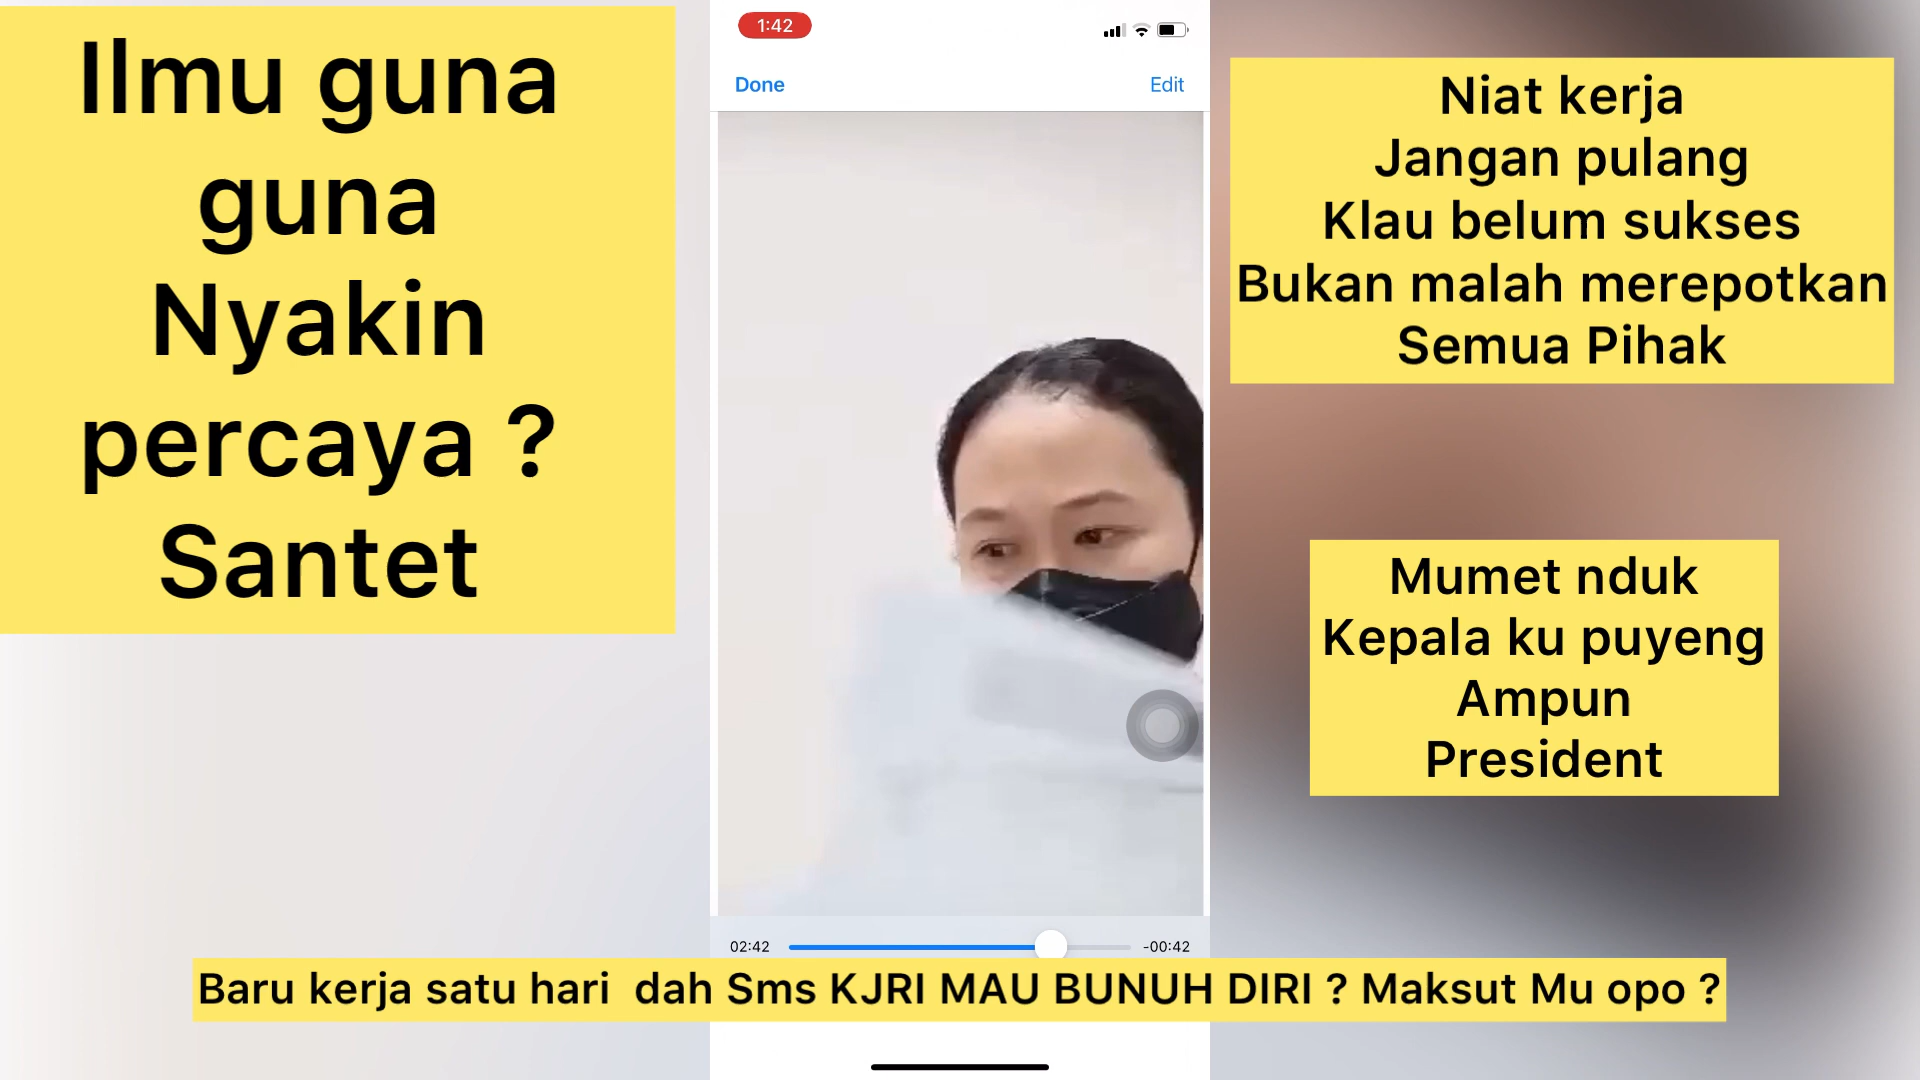 Ilmu guna
guna
Nyakin
percaya ?
Santet
1:42
Done
Edit
Niat kerja
Jangan pulang
Klau belum sukses
Bukan malah merepotkan
Semua Pihak
Mumet nduk
Kepala ku puyeng
Ampun
President
02:42
-00:42
Baru kerja satu hari dah Sms KJRI MAU BUNUH DIRI ? Maksut Mu opo ?